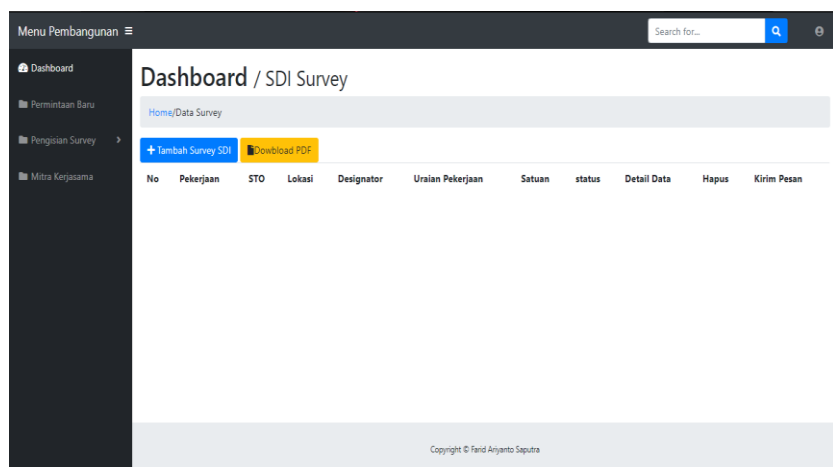 Menu Pembangunan
Search for...
Dashboard
Permintaan Baru
Pengisian Survey
Mitra Kerjasama
Dashboard / SDI Survey
Home/Data Survey
Tambah Survey SDI
Dowbload PDF
No Pekerjaan STO Lokasi Designator Uraian Pekerjaan Satuan status Detail Data Hapus Kirim Pesan
Copyright © Farid Ariyanto Saputra